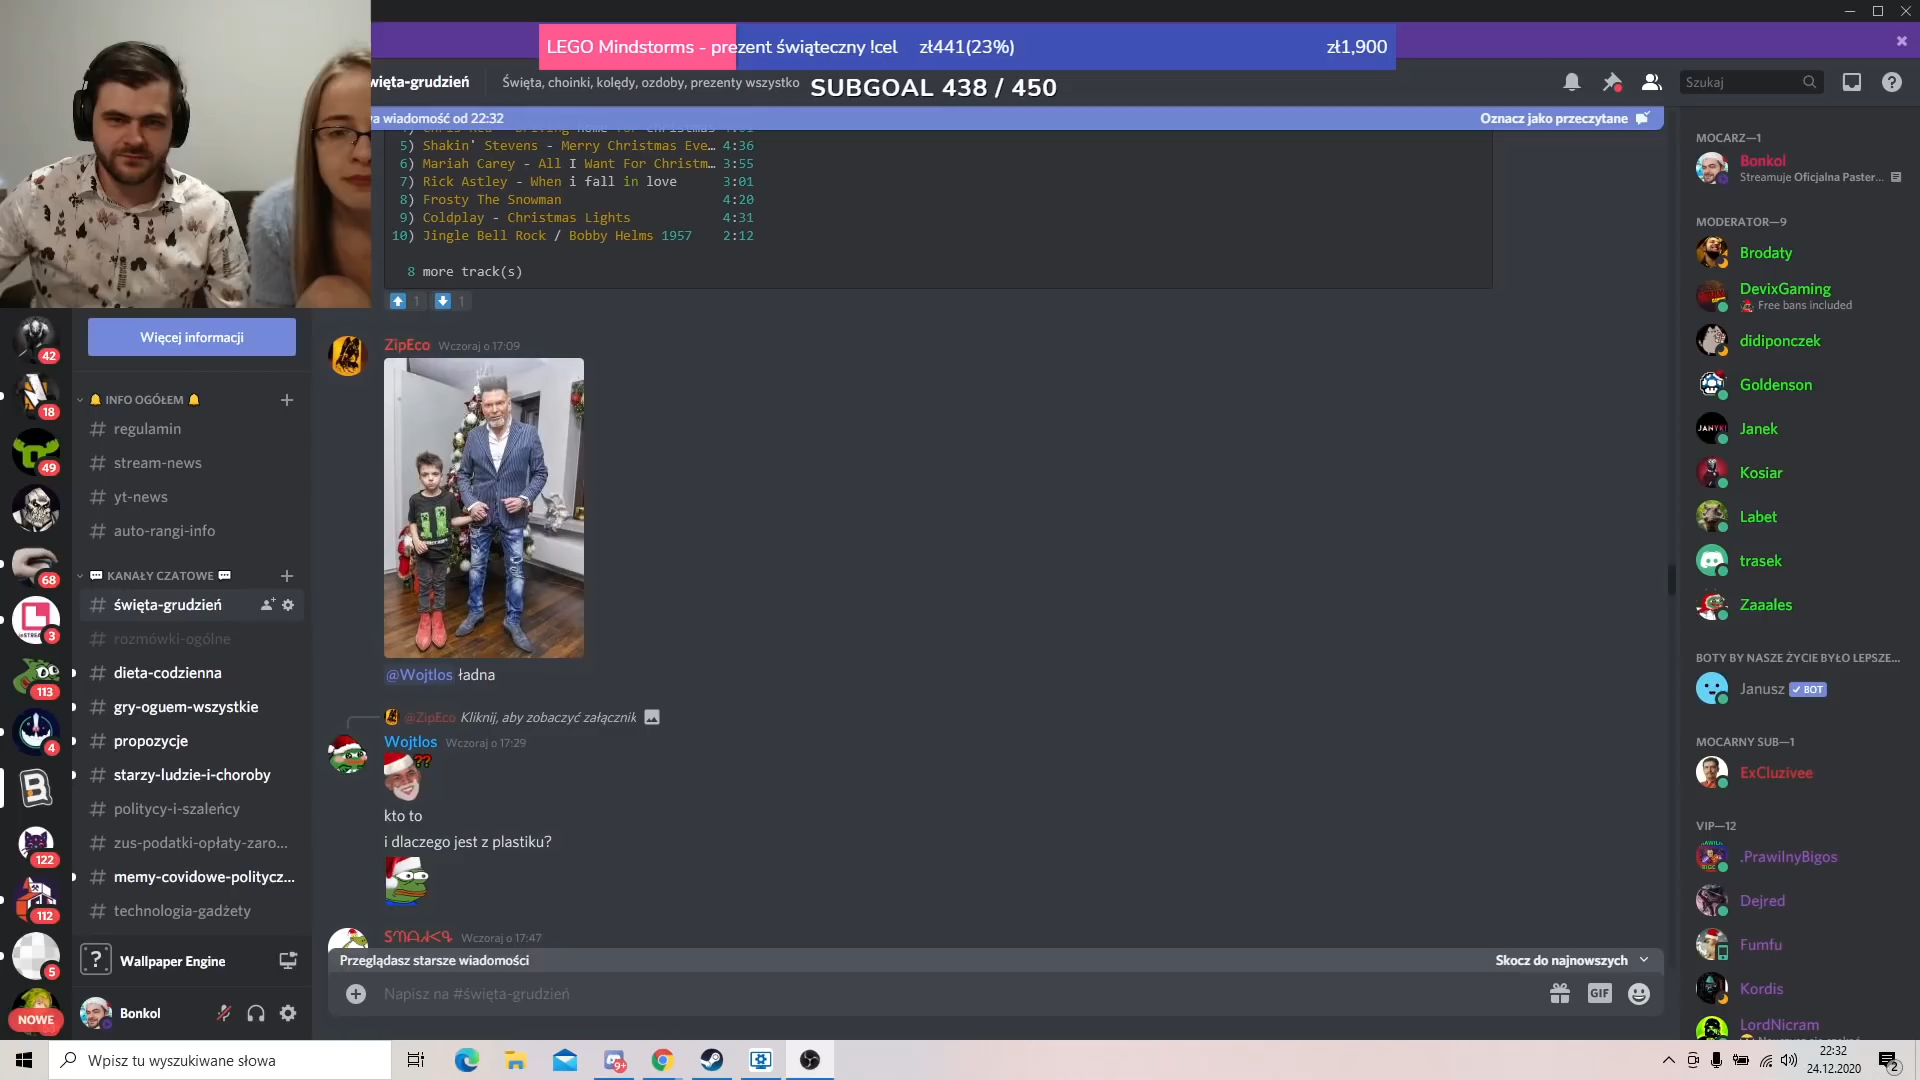 LEGO Mindstorms - prezent świąteczny !cel zł441(23%) zł1,900
święta-grudzień
Święta, choinki, kolędy, ozdoby, prezenty wszystko
SUBGOAL 438 / 450
Szukaj
wiadomość od 22:32
Oznacz jako przeczytane
5) Shakin' Stevens - Merry Christmas Eve… 4:36
6) Mariah Carey - All I Want For Christm… 3:55
7) Rick Astley - When i fall in love 3:01
8) Frosty The Snowman 4:20
9) Coldplay - Christmas Lights 4:31
10) Jingle Bell Rock / Bobby Helms 1957 2:12
8 more track(s)
1 1
ZipEco Wczoraj o 17:09
@Wojtlos ładna
@ZipEco Kliknij, aby zobaczyć załącznik
Wojtlos Wczoraj o 17:29
??
kto to
i dlaczego jest z plastiku?
Wczoraj o 17:47
Przeglądasz starsze wiadomości
Skocz do najnowszych
Napisz na #święta-grudzień
GIF
42
18
49
68
3
113
4
122
112
5
NOWE
Więcej informacji
INFO OGÓŁEM
regulamin
stream-news
yt-news
auto-rangi-info
KANAŁY CZATOWE
święta-grudzień
rozmówki-ogólne
dieta-codzienna
gry-oguem-wszystkie
propozycje
starzy-ludzie-i-choroby
politycy-i-szaleńcy
zus-podatki-opłaty-zaro...
memy-covidowe-politycz...
technologia-gadżety
Wallpaper Engine
Bonkol
MOCARZ—1
Bonkol
Streamuje Oficjalna Paster...
MODERATOR—9
Brodaty
DevixGaming
Free bans included
didiponczek
Goldenson
Janek
Kosiar
Labet
trasek
Zaaales
BOTY BY NASZE ŻYCIE BYŁO LEPSZE...
Janusz BOT
MOCARNY SUB—1
ExCluzivee
VIP—12
.PrawilnyBigos
Dejred
Fumfu
Kordis
LordNicram
Wpisz tu wyszukiwane słowa
9+
22:32
24.12.2020
2